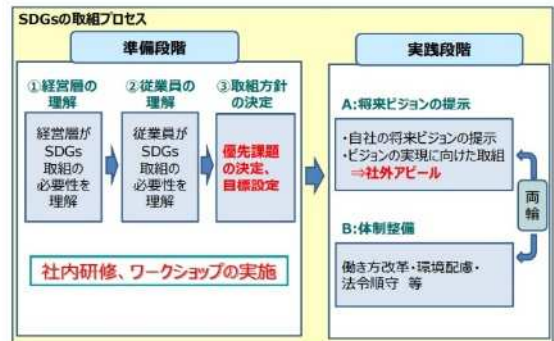 SDGsの取組プロセス
準備段階
①経営層の
理解
②従業員の
理解
③取組方針
の決定
経営層が
SDGs
取組の
必要性を
理解
従業員が
SDGs
取組の
必要性を
理解
優先課題
の決定、
目標設定
社内研修、ワークショップの実施
実践段階
A:将来ビジョンの提示
・自社の将来ビジョンの提示
・ビジョンの実現に向けた取組
⇒社外アピール
両輪
B:体制整備
働き方改革・環境配慮・
法令順守 等